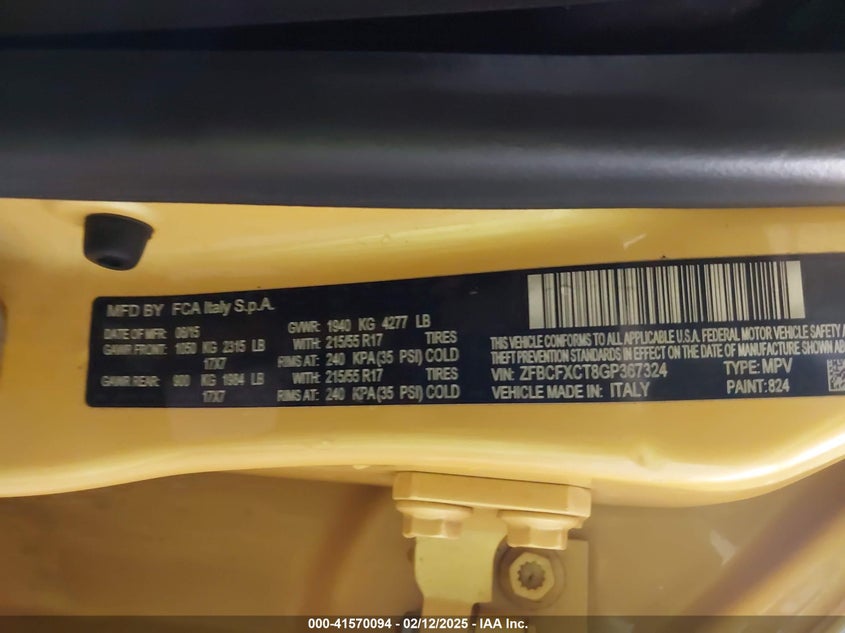 MFD BY FCA Italy S.p.A.
DATE OF MFR: 08/15 GVWR: 1940 KG 4277 LB
GAWR FRONT: 1050 KG 2315 LB WITH: 215/55 R17 TIRES
17X7 RIMS AT: 240 KPA(35 PSI) COLD
GAWR REAR: 900 KG 1984 LB WITH: 215/55 R17 TIRES
17X7 RIMS AT: 240 KPA(35 PSI) COLD
THIS VEHICLE CONFORMS TO ALL APPLICABLE U.S.A. FEDERAL MOTOR VEHICLE SAFETY
THEFT PREVENTION STANDARDS IN EFFECT ON THE DATE OF MANUFACTURE SHOWN
VIN: ZFBCFXCT8GP367324 TYPE: MPV
VEHICLE MADE IN: ITALY PAINT: 824
000-41570094 - 02/12/2025 - IAA Inc.